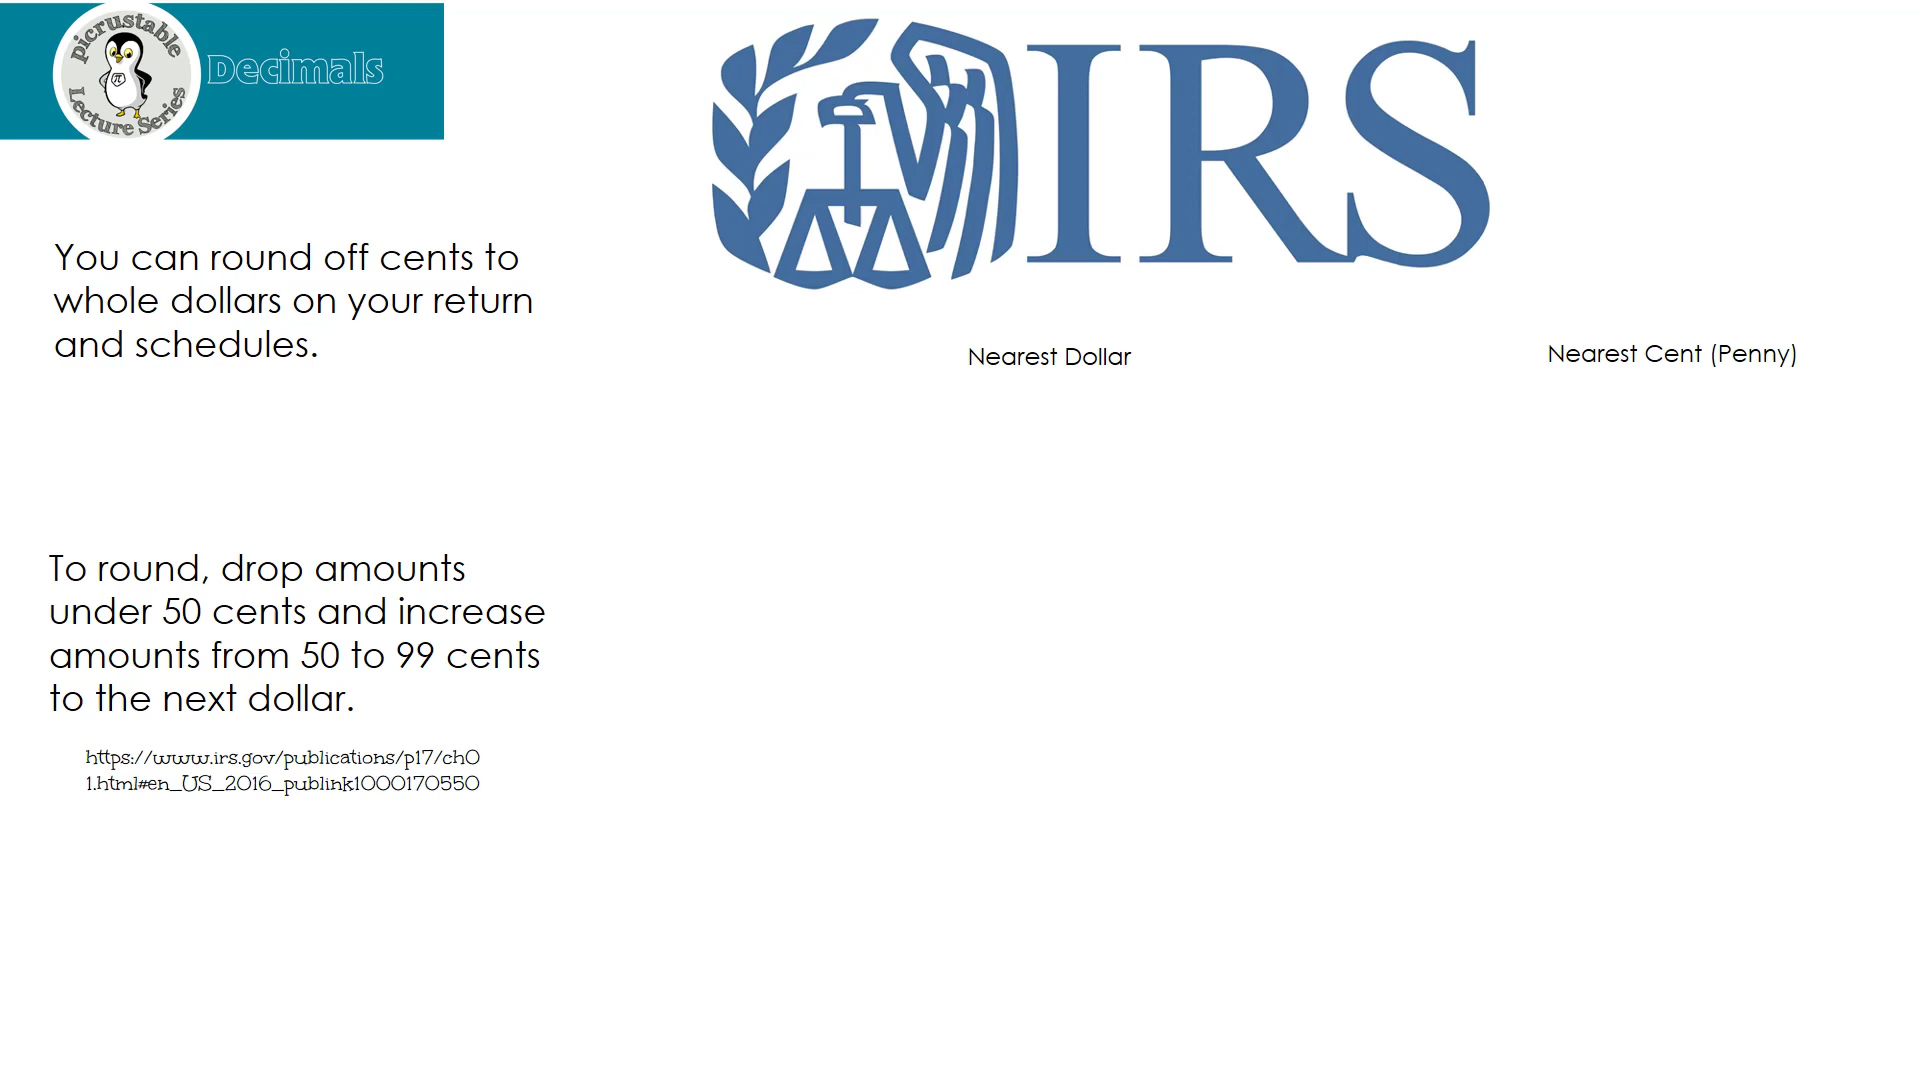 picrustable
Lecture Series
π
Decimals
IRS
You can round off cents to
whole dollars on your return
and schedules.
Nearest Dollar
Nearest Cent (Penny)
To round, drop amounts
under 50 cents and increase
amounts from 50 to 99 cents
to the next dollar.
https://www.irs.gov/publications/p17/ch0
1.html#en_US_2016_publink1000170550